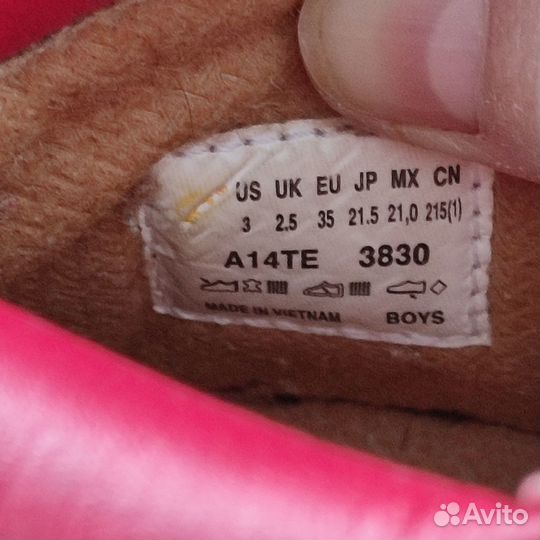 US UK EU JP MX CN
3 2.5 35 21.5 21,0 215(1)
A14TE 3830
MADE IN VIETNAM BOYS
Avito